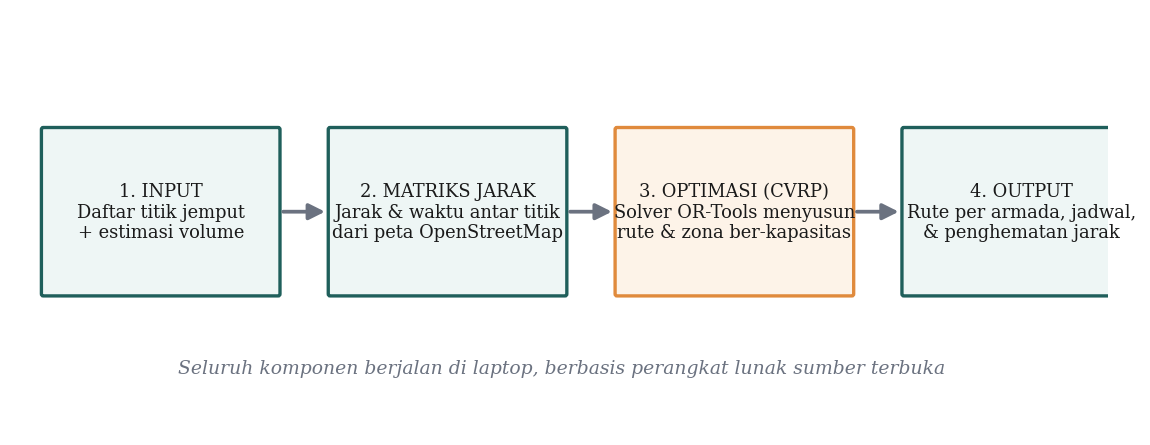 1. INPUT
Daftar titik jemput
+ estimasi volume
2. MATRIKS JARAK
Jarak & waktu antar titik
dari peta OpenStreetMap
3. OPTIMASI (CVRP)
Solver OR-Tools menyusun
rute & zona ber-kapasitas
4. OUTPUT
Rute per armada, jadwal,
& penghematan jarak
Seluruh komponen berjalan di laptop, berbasis perangkat lunak sumber terbuka